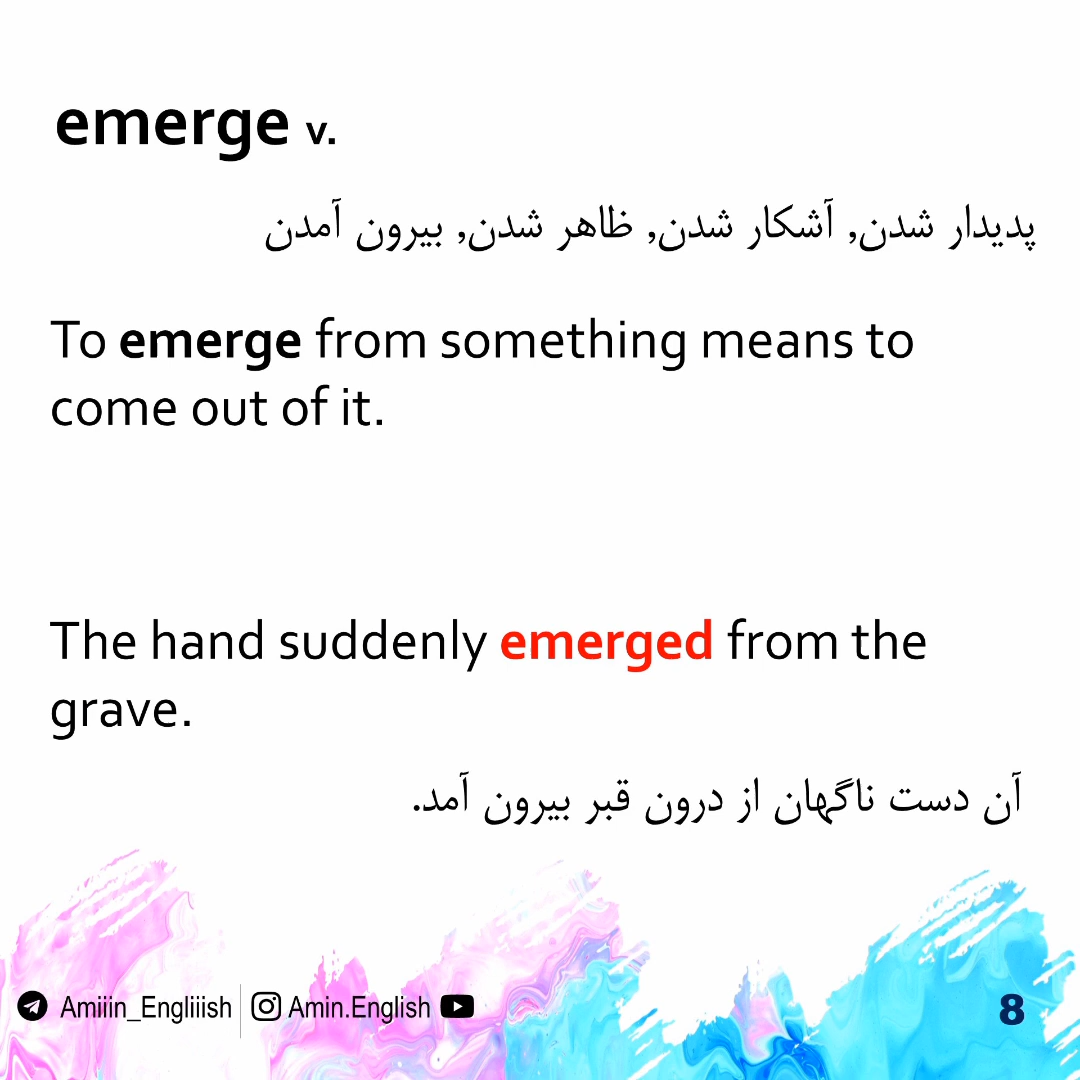 emerge v.
پدیدار شدن, آشکار شدن, ظاهر شدن, بیرون آمدن
To emerge from something means to
come out of it.
The hand suddenly emerged from the
grave.
آن دست ناگهان از درون قبر بیرون آمد.
Amiiin_Engliiish Amin.English 8